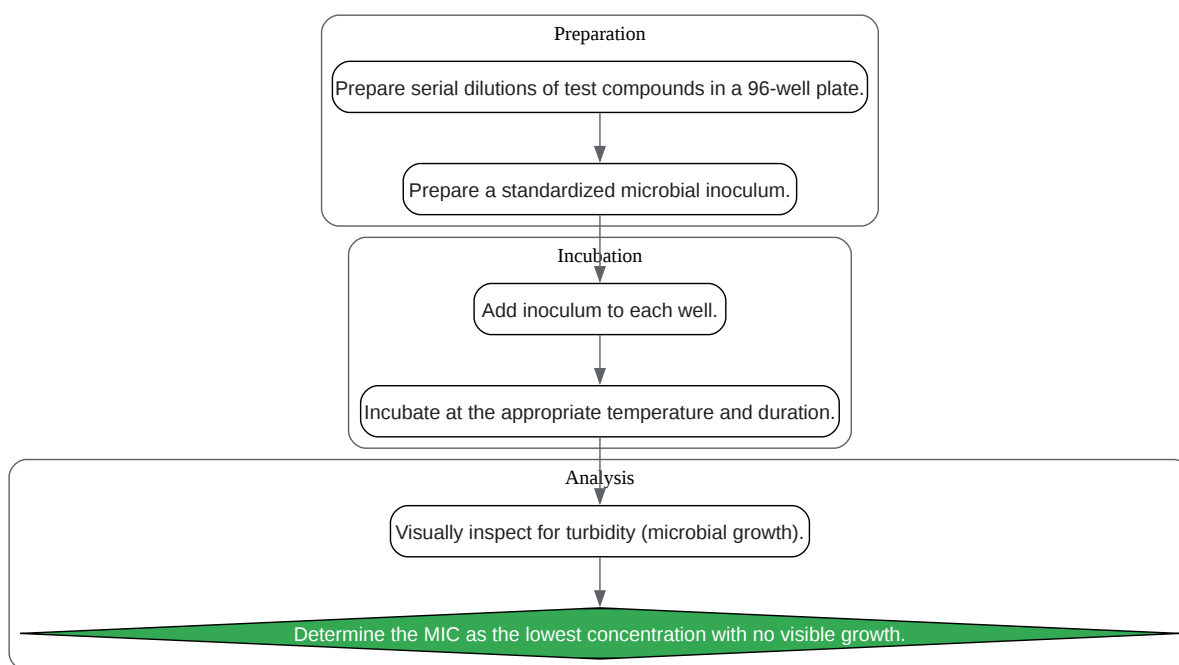 Preparation
Prepare serial dilutions of test compounds in a 96-well plate.
Prepare a standardized microbial inoculum.
Incubation
Add inoculum to each well.
Incubate at the appropriate temperature and duration.
Analysis
Visually inspect for turbidity (microbial growth).
Determine the MIC as the lowest concentration with no visible growth.